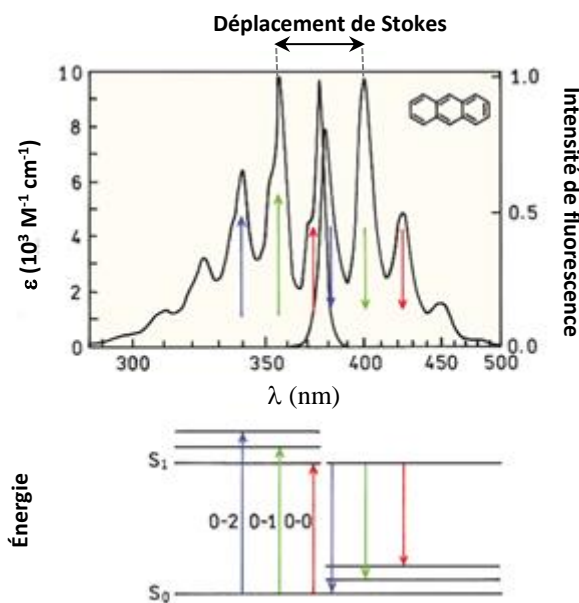 Déplacement de Stokes
ε (10³ M⁻¹ cm⁻¹)
10
8
6
4
2
0
1.0
0.5
0.0
Intensité de fluorescence
300
350
400
450
500
λ (nm)
Énergie
S₁
0-2
0-1
0-0
S₀